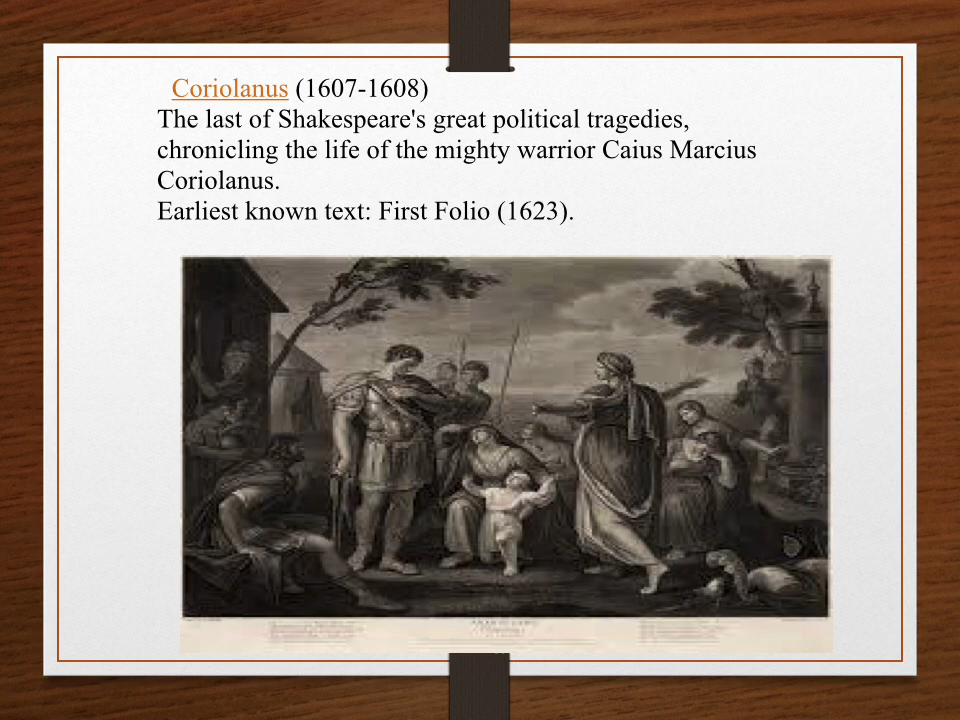 Coriolanus (1607-1608)
The last of Shakespeare's great political tragedies,
chronicling the life of the mighty warrior Caius Marcius
Coriolanus.
Earliest known text: First Folio (1623).